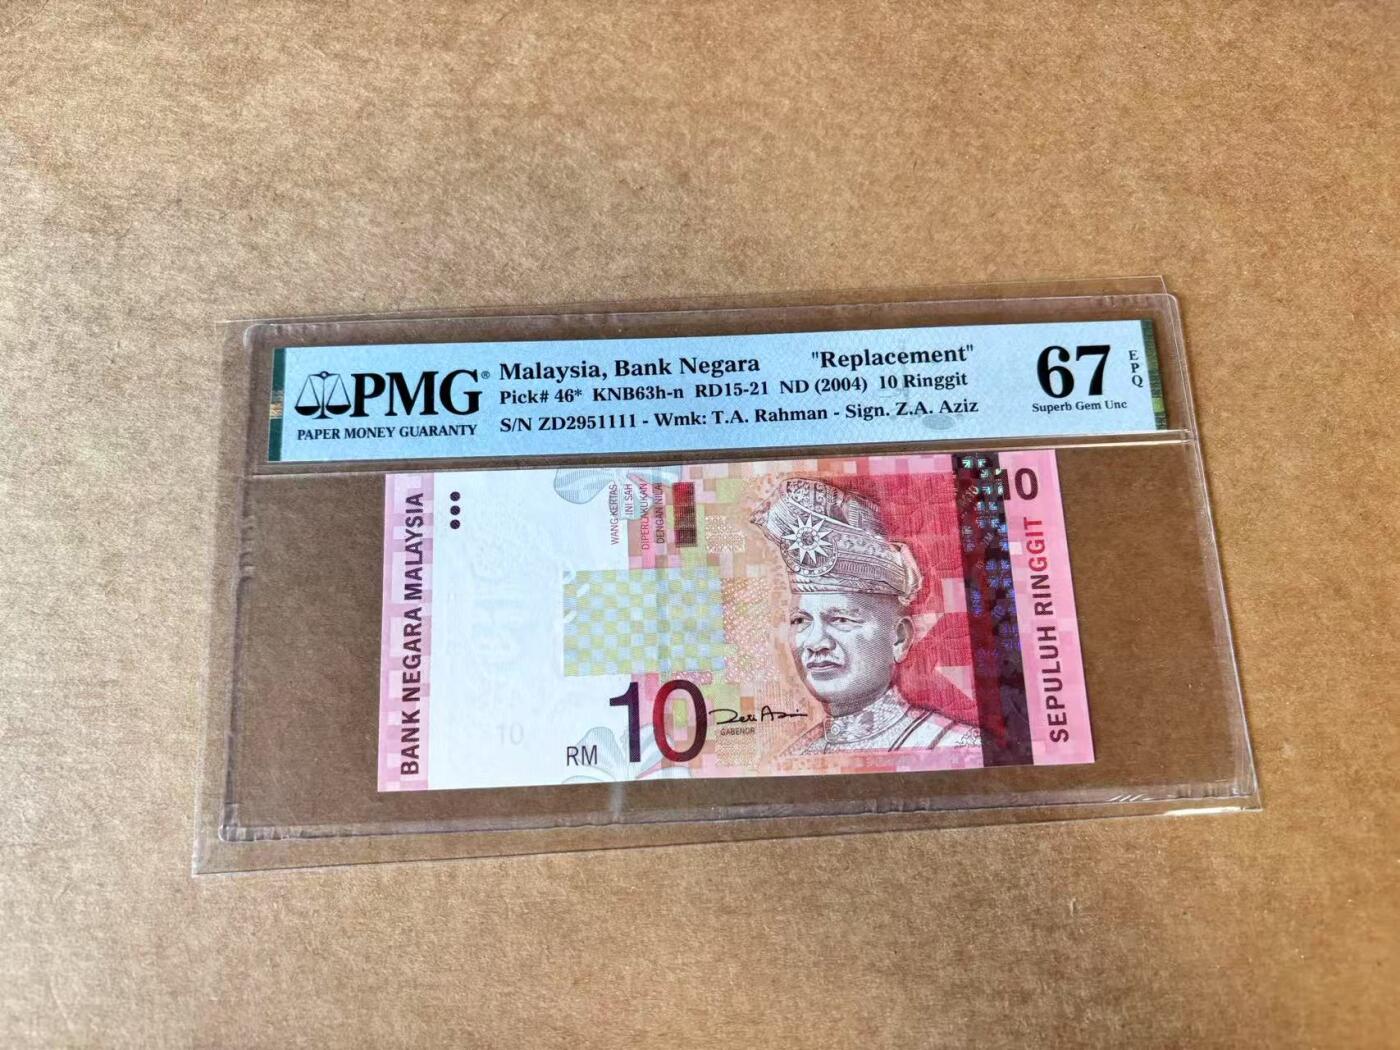 PMG®
PAPER MONEY GUARANTY
Malaysia, Bank Negara "Replacement"
Pick# 46* KNB63h-n RD15-21 ND (2004) 10 Ringgit
S/N ZD2951111 - Wmk: T.A. Rahman - Sign. Z.A. Aziz
67
EPQ
Superb Gem Unc
BANK NEGARA MALAYSIA
WANG KERTAS
INI SAH
DIPERLAKUKAN
DENGAN NILAI
10
SEPULUH RINGGIT
10
RM 10
Zeti Aziz
GABENOR